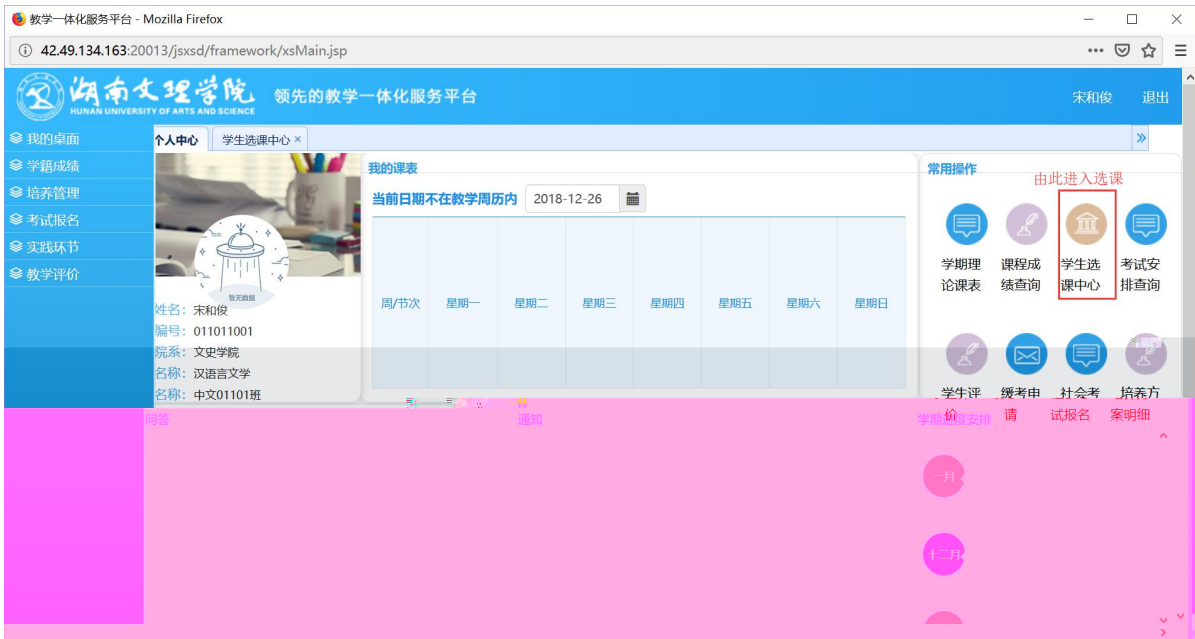 教学一体化服务平台 - Mozilla Firefox
42.49.134.163:20013/jsxsd/framework/xsMain.jsp
湖南文理学院
HUNAN UNIVERSITY OF ARTS AND SCIENCE
领先的教学一体化服务平台
宋和俊 退出
我的桌面
学籍成绩
培养管理
考试报名
实践环节
教学评价
个人中心 学生选课中心 ×
暂无数据
姓名：宋和俊
编号：011011001
院系：文史学院
名称：汉语言文学
名称：中文01101班
我的课表
当前日期不在教学周历内 2018-12-26
周/节次 星期一 星期二 星期三 星期四 星期五 星期六 星期日
常用操作
由此进入选课
学期理
论课表
课程成
绩查询
学生选
课中心
考试安
排查询
学生评
价
缓考申
请
社会考
试报名
培养方
案明细
问答
通知
学期进度安排
一月
十二月